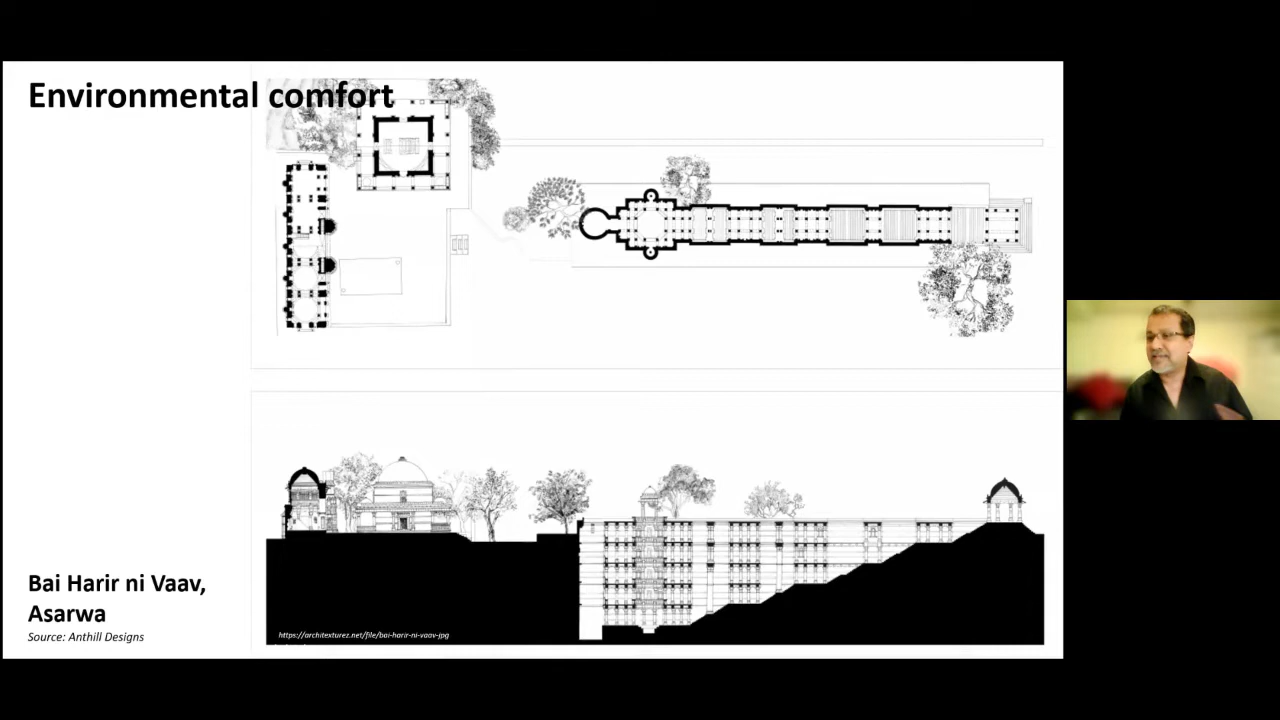 Environmental comfort
Bai Harir ni Vaav,
Asarwa
Source: Anthill Designs
https://architexturez.net/file/bai-harir-ni-vaav-jpg